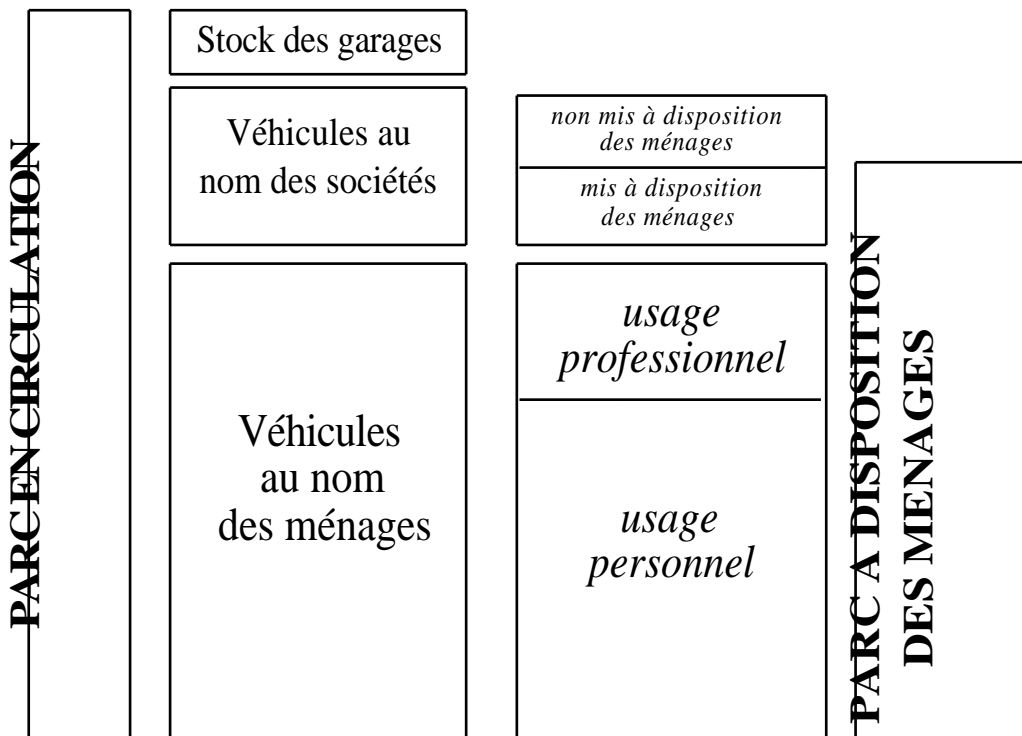 PARC EN CIRCULATION
Stock des garages
Véhicules au
nom des sociétés
Véhicules
au nom
des ménages
non mis à disposition
des ménages
mis à disposition
des ménages
usage
professionnel
usage
personnel
PARC A DISPOSITION
DES MENAGES